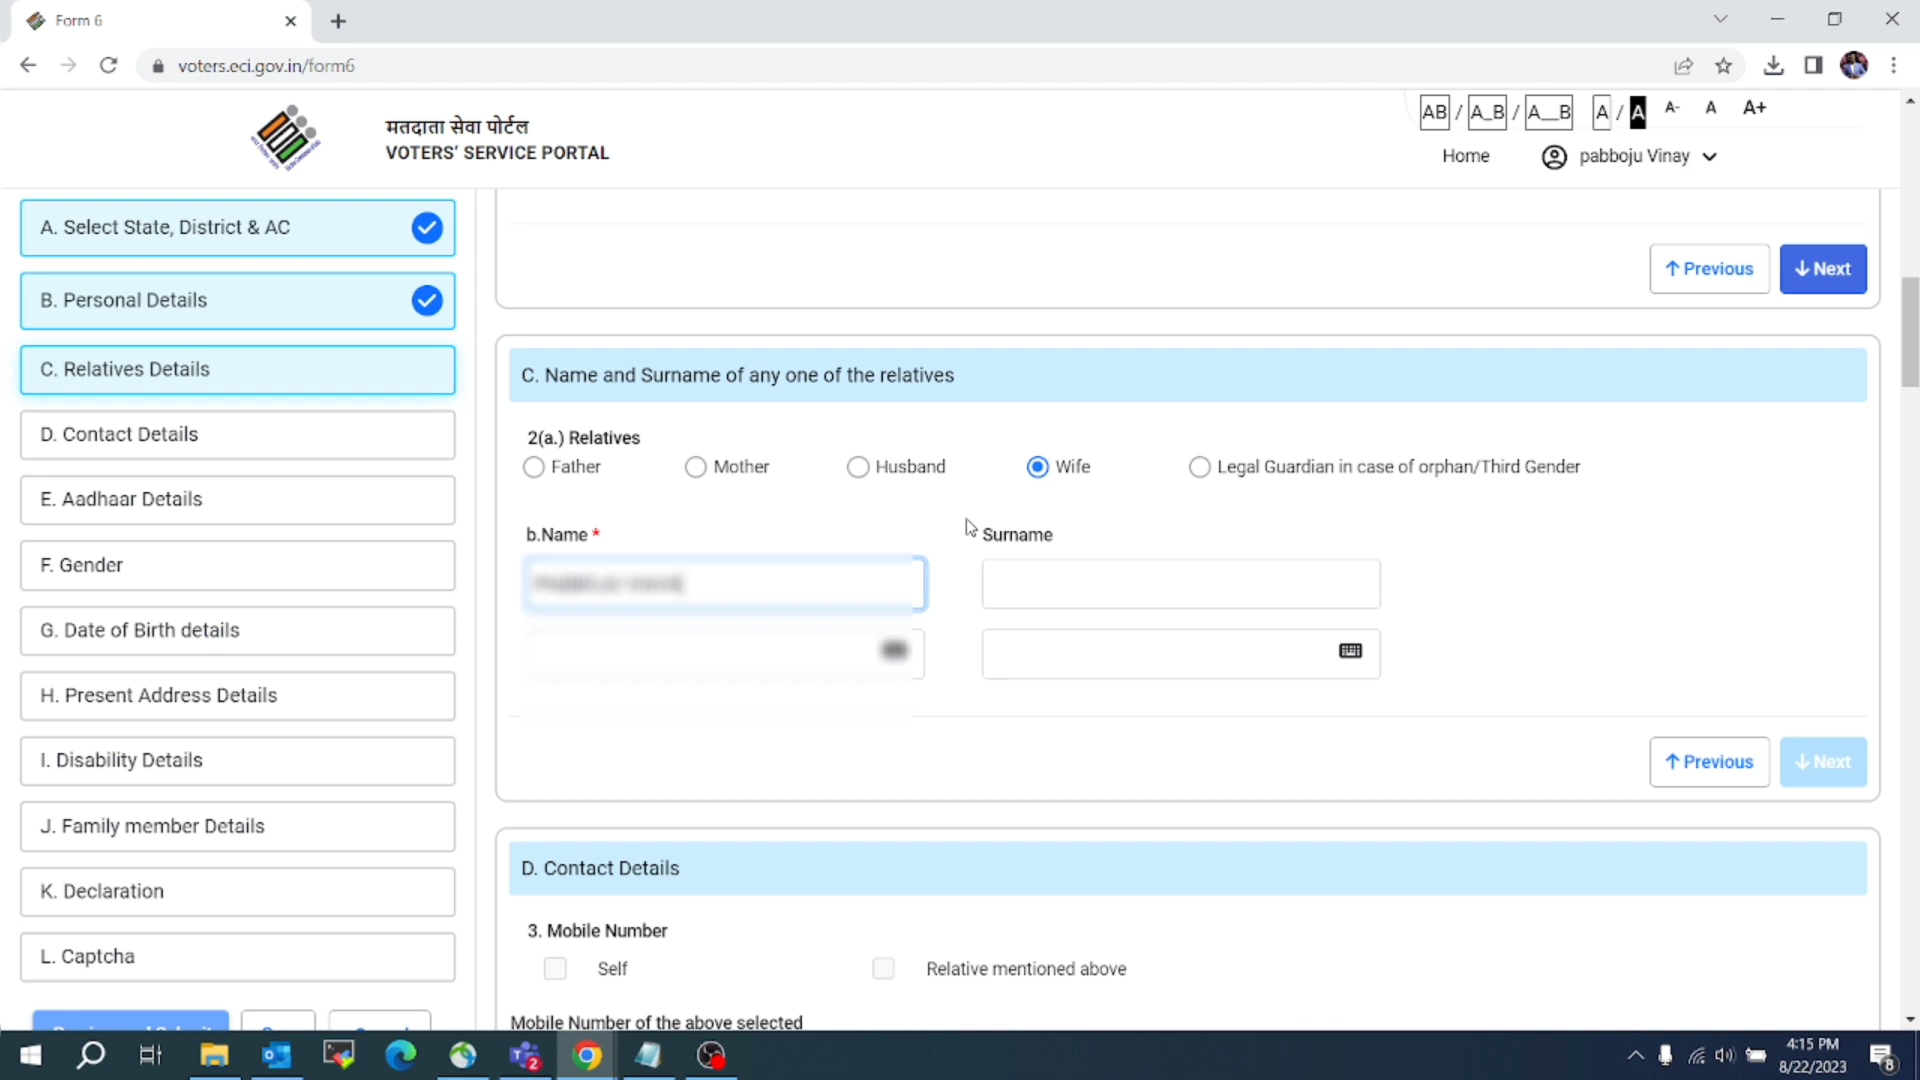 Form 6
voters.eci.gov.in/form6
मतदाता सेवा पोर्टल
VOTERS' SERVICE PORTAL
AB / A_B / A__B A / A A- A A+
Home pabboju Vinay
A. Select State, District & AC
B. Personal Details
C. Relatives Details
D. Contact Details
E. Aadhaar Details
F. Gender
G. Date of Birth details
H. Present Address Details
I. Disability Details
J. Family member Details
K. Declaration
L. Captcha
Previous Next
C. Name and Surname of any one of the relatives
2(a.) Relatives
Father Mother Husband Wife Legal Guardian in case of orphan/Third Gender
b.Name * Surname
Previous Next
D. Contact Details
3. Mobile Number
Self Relative mentioned above
Mobile Number of the above selected
2
4:15 PM
8/22/2023
8